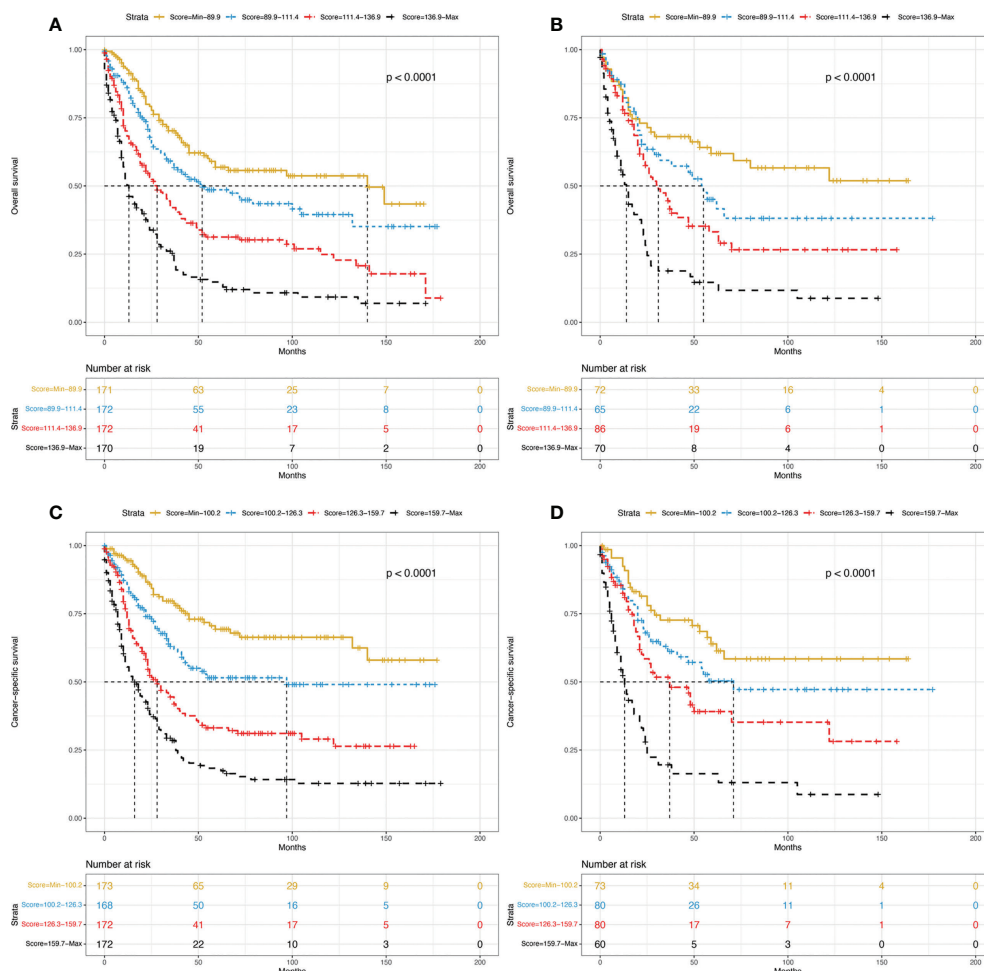 A
Strata Score=Min−89.9 Score=89.9−111.4 Score=111.4−136.9 Score=136.9−Max
1.00
0.75
0.50
0.25
0.00
Overall survival
p < 0.0001
0 50 100 150 200
Months
Number at risk
Strata
Score=Min−89.9 171 63 25 7 0
Score=89.9−111.4 172 55 23 8 0
Score=111.4−136.9 172 41 17 5 0
Score=136.9−Max 170 19 7 2 0
0 50 100 150 200
Months
B
Strata Score=Min−89.9 Score=89.9−111.4 Score=111.4−136.9 Score=136.9−Max
1.00
0.75
0.50
0.25
0.00
Overall survival
p < 0.0001
0 50 100 150 200
Months
Number at risk
Strata
Score=Min−89.9 72 33 16 4 0
Score=89.9−111.4 65 22 6 1 0
Score=111.4−136.9 86 19 6 1 0
Score=136.9−Max 70 8 4 0 0
0 50 100 150 200
Months
C
Strata Score=Min−100.2 Score=100.2−126.3 Score=126.3−159.7 Score=159.7−Max
1.00
0.75
0.50
0.25
0.00
Cancer−specific survival
p < 0.0001
0 50 100 150 200
Months
Number at risk
Strata
Score=Min−100.2 173 65 29 9 0
Score=100.2−126.3 168 50 16 5 0
Score=126.3−159.7 172 41 17 5 0
Score=159.7−Max 172 22 10 3 0
0 50 100 150 200
Months
D
Strata Score=Min−100.2 Score=100.2−126.3 Score=126.3−159.7 Score=159.7−Max
1.00
0.75
0.50
0.25
0.00
Cancer−specific survival
p < 0.0001
0 50 100 150 200
Months
Number at risk
Strata
Score=Min−100.2 73 34 11 4 0
Score=100.2−126.3 80 26 11 1 0
Score=126.3−159.7 80 17 7 1 0
Score=159.7−Max 60 5 3 0 0
0 50 100 150 200
Months